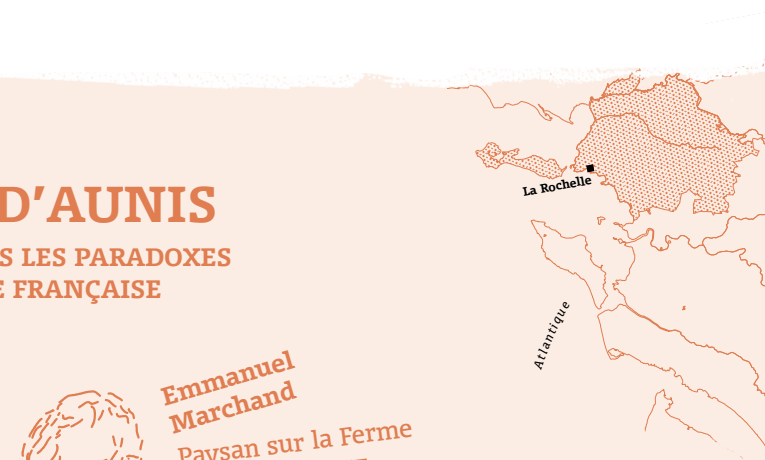 D'AUNIS
S LES PARADOXES
E FRANÇAISE
La Rochelle
Atlantique
Emmanuel
Marchand
Paysan sur la Ferme